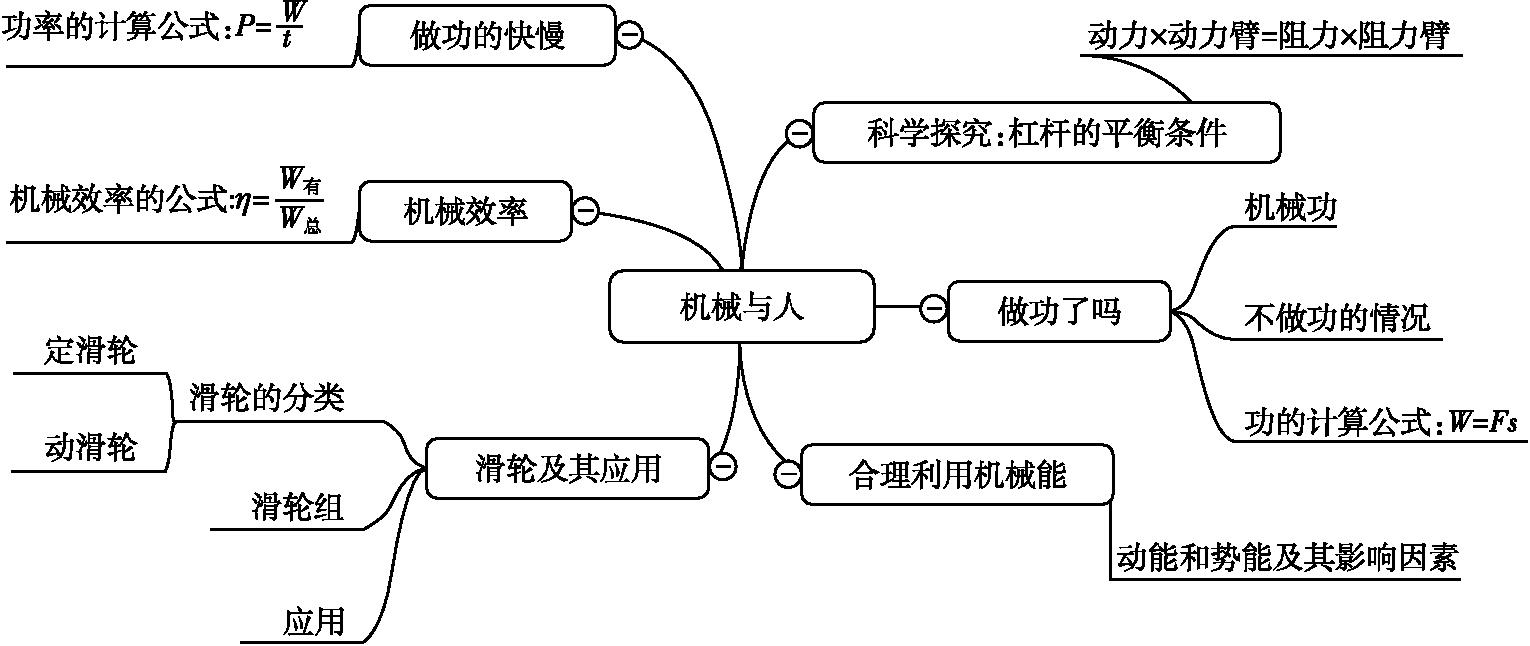 功率的计算公式:P=W/t
做功的快慢
动力×动力臂=阻力×阻力臂
科学探究:杠杆的平衡条件
机械效率的公式:η=W有/W总
机械效率
机械功
机械与人
做功了吗
不做功的情况
功的计算公式:W=Fs
定滑轮
滑轮的分类
动滑轮
滑轮及其应用
滑轮组
应用
合理利用机械能
动能和势能及其影响因素